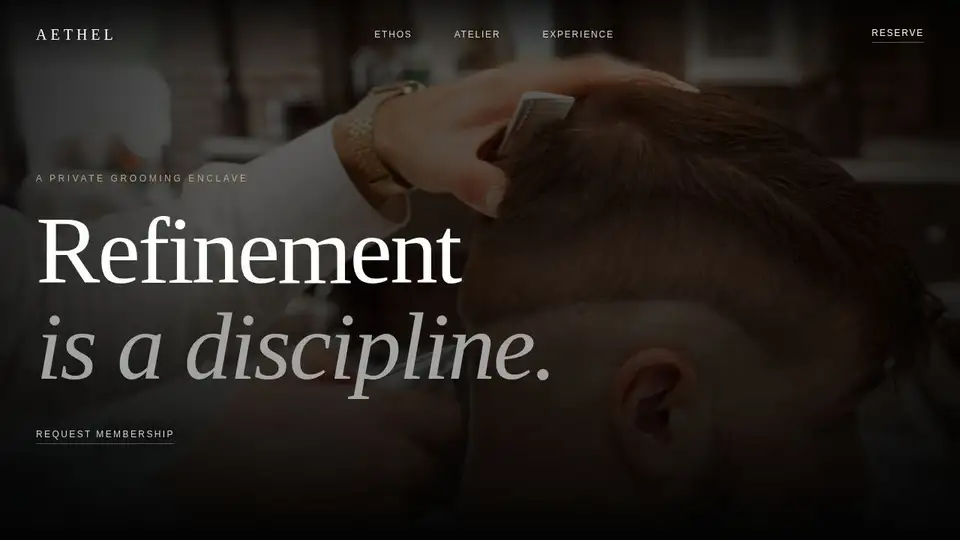 AETHEL
ETHOS
ATELIER
EXPERIENCE
RESERVE
A PRIVATE GROOMING ENCLAVE
Refinement
is a discipline.
REQUEST MEMBERSHIP